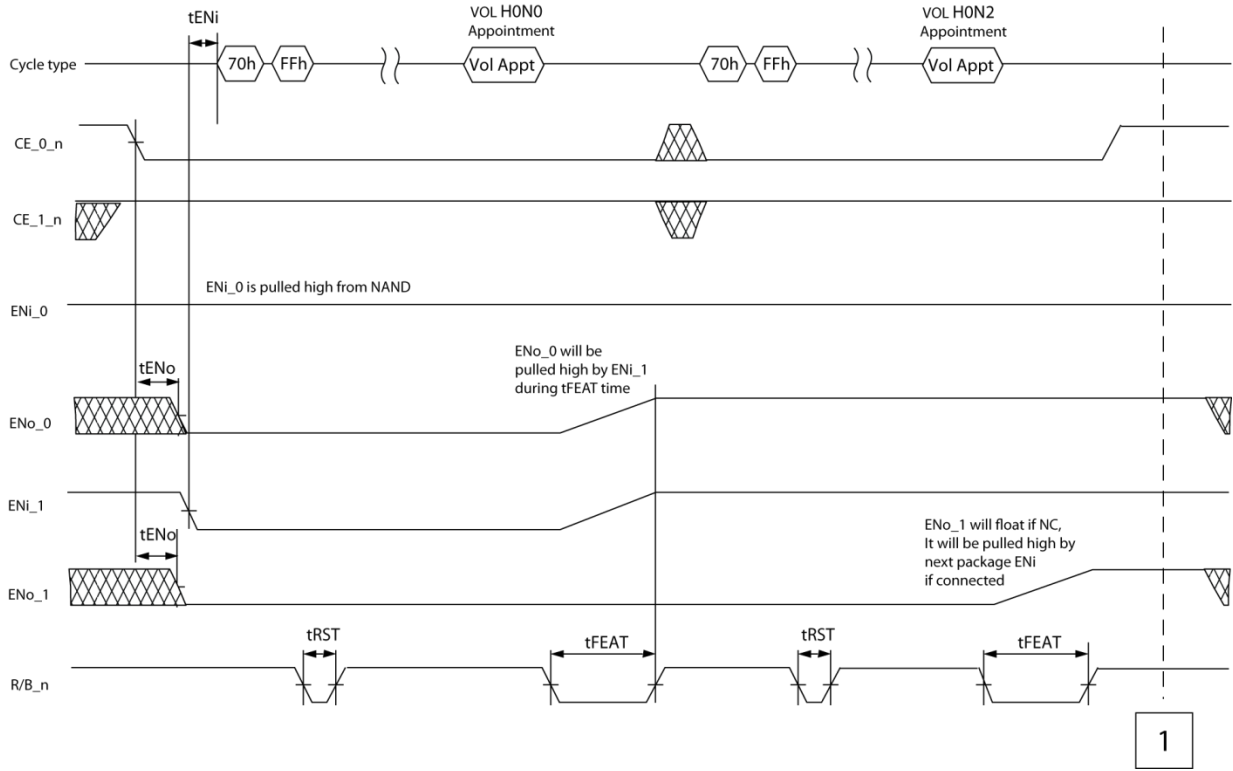 tENi
VOL H0N0
Appointment
VOL H0N2
Appointment
Cycle type
70h
FFh
Vol Appt
70h
FFh
Vol Appt
CE_0_n
CE_1_n
ENi_0 is pulled high from NAND
ENi_0
tENo
ENo_0 will be
pulled high by ENi_1
during tFEAT time
ENo_0
ENi_1
tENo
ENo_1 will float if NC,
It will be pulled high by
next package ENi
if connected
ENo_1
tRST
tFEAT
tRST
tFEAT
R/B_n
1